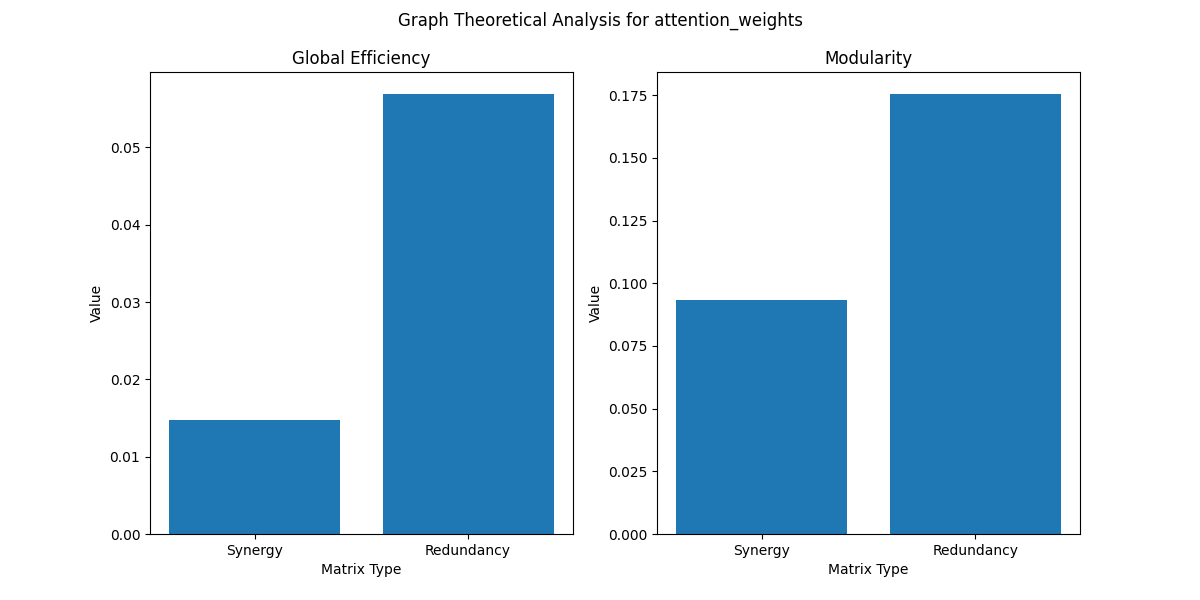 Graph Theoretical Analysis for attention_weights
Global Efficiency
Value
0.05
0.04
0.03
0.02
0.01
0.00
Synergy Redundancy
Matrix Type
Modularity
Value
0.175
0.150
0.125
0.100
0.075
0.050
0.025
0.000
Synergy Redundancy
Matrix Type